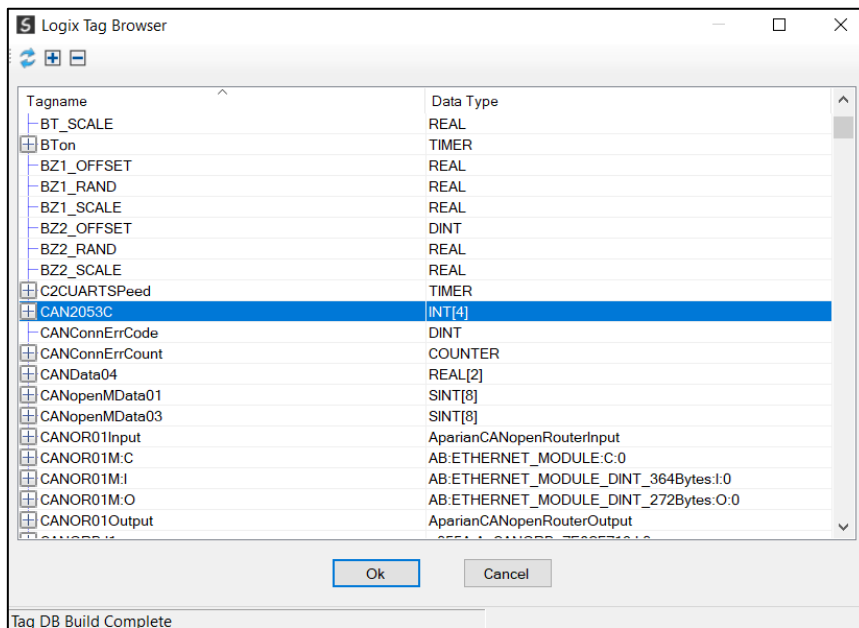 S Logix Tag Browser
Tagname Data Type
BT_SCALE REAL
BTon TIMER
BZ1_OFFSET REAL
BZ1_RAND REAL
BZ1_SCALE REAL
BZ2_OFFSET DINT
BZ2_RAND REAL
BZ2_SCALE REAL
C2CUARTSPeed TIMER
CAN2053C INT[4]
CANConnErrCode DINT
CANConnErrCount COUNTER
CANData04 REAL[2]
CANopenMData01 SINT[8]
CANopenMData03 SINT[8]
CANOR01Input AparianCANopenRouterInput
CANOR01M:C AB:ETHERNET_MODULE:C:0
CANOR01M:I AB:ETHERNET_MODULE_DINT_364Bytes:I:0
CANOR01M:O AB:ETHERNET_MODULE_DINT_272Bytes:O:0
CANOR01Output AparianCANopenRouterOutput
Ok Cancel
Tag DB Build Complete